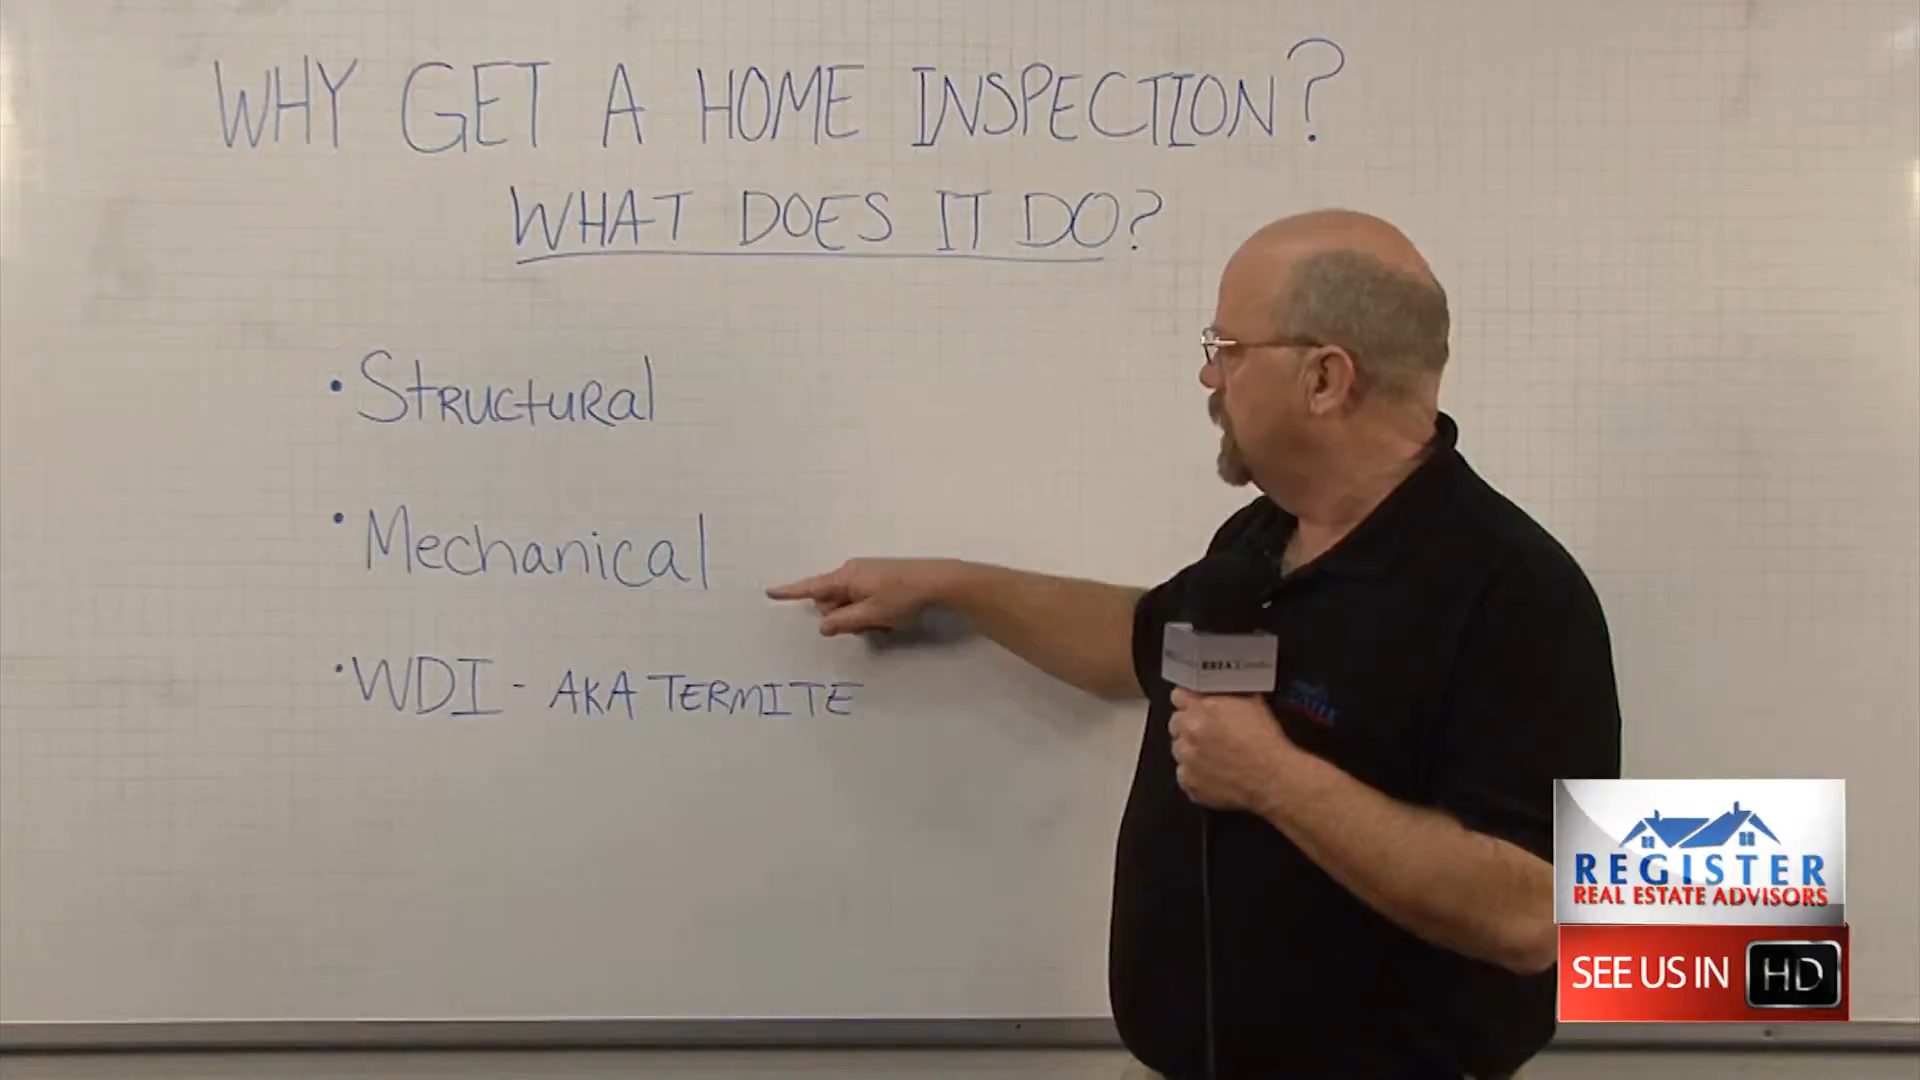 WHY GET A HOME INSPECTION?
WHAT DOES IT DO?
• Structural
• Mechanical
• WDI - AKA TERMITE
RREA
REGISTER
REAL ESTATE ADVISORS
SEE US IN HD